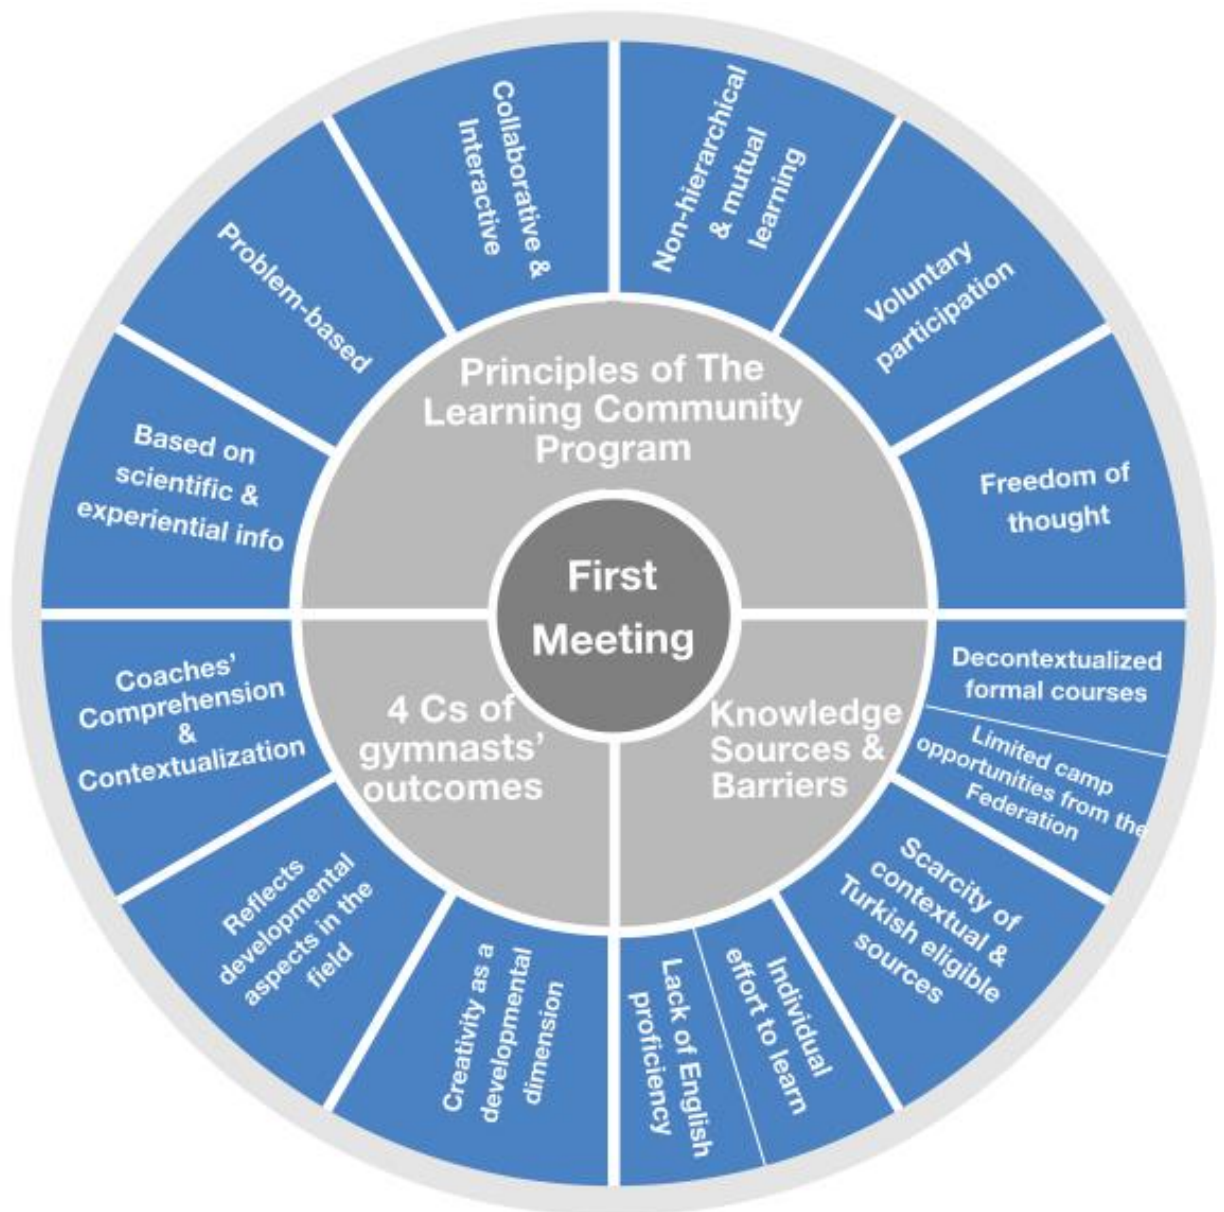 First
Meeting
Principles of The
Learning Community
Program
Based on
scientific &
experiential info
Problem-based
Collaborative &
Interactive
Non-hierarchical
& mutual
learning
Voluntary
participation
Freedom of
thought
Knowledge
Sources &
Barriers
Decontextualized
formal courses
Limited camp
opportunities from the
Federation
Scarcity of
contextual &
Turkish eligible
sources
Individual
effort to learn
Lack of English
proficiency
4 Cs of
gymnasts’
outcomes
Creativity as a
developmental
dimension
Reflects
developmental
aspects in the
field
Coaches’
Comprehension
&
Contextualization